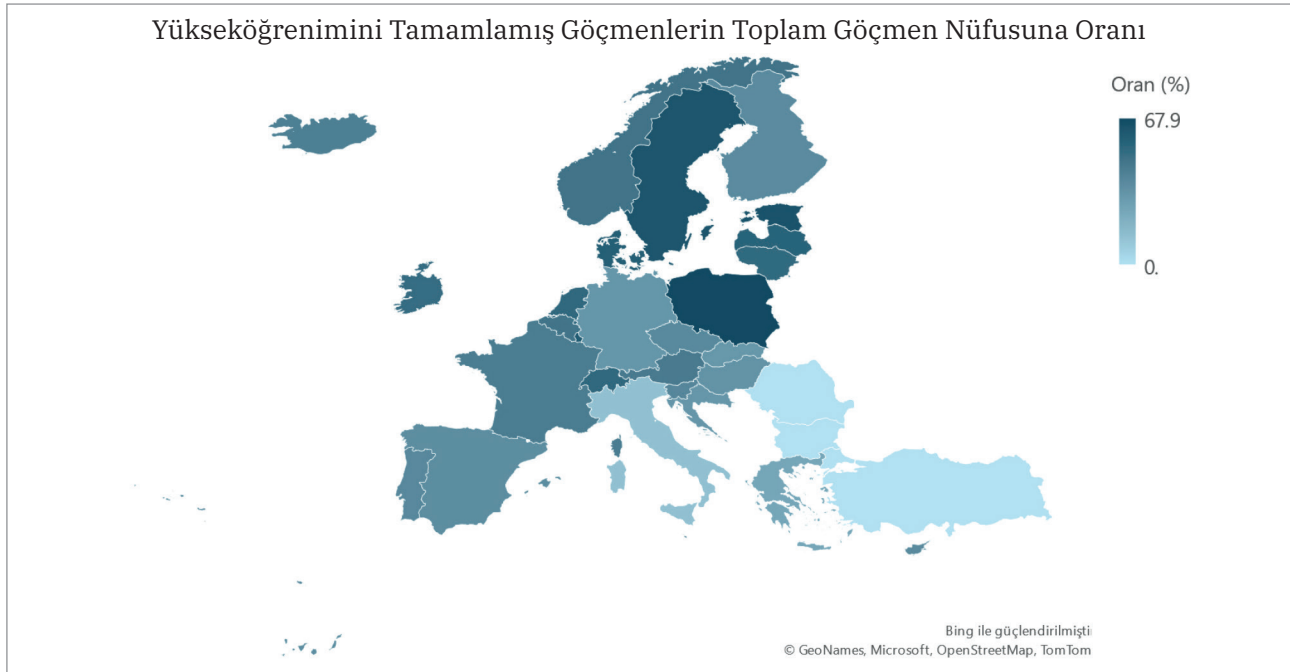 Yükseköğrenimini Tamamlamış Göçmenlerin Toplam Göçmen Nüfusuna Oranı
Oran (%)
67.9
0.
Bing ile güçlendirilmişti
© GeoNames, Microsoft, OpenStreetMap, TomTom